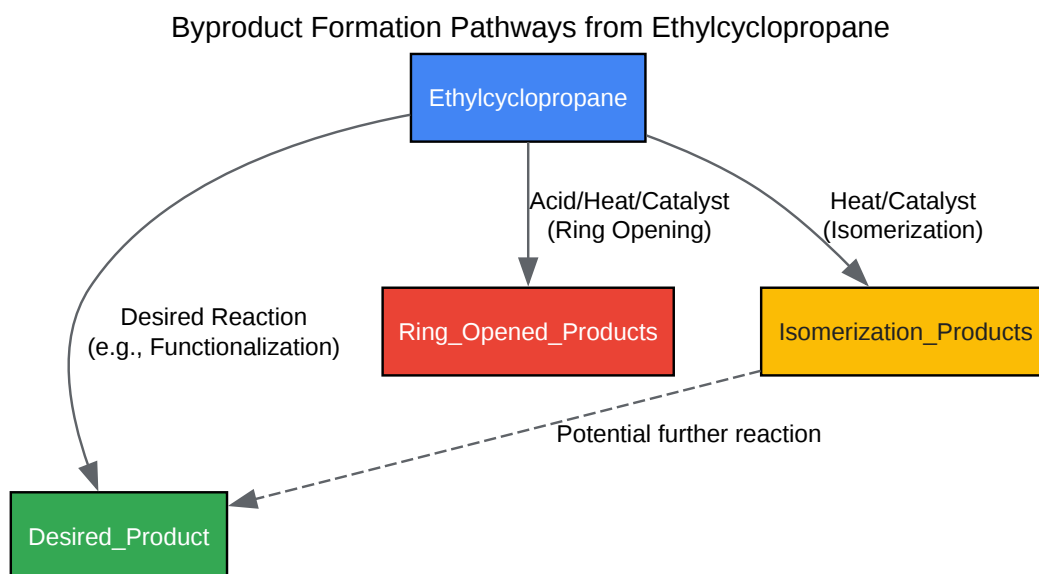 Byproduct Formation Pathways from Ethylcyclopropane
Ethylcyclopropane
Acid/Heat/Catalyst
(Ring Opening)
Heat/Catalyst
(Isomerization)
Desired Reaction
(e.g., Functionalization)
Ring_Opened_Products
Isomerization_Products
Potential further reaction
Desired_Product